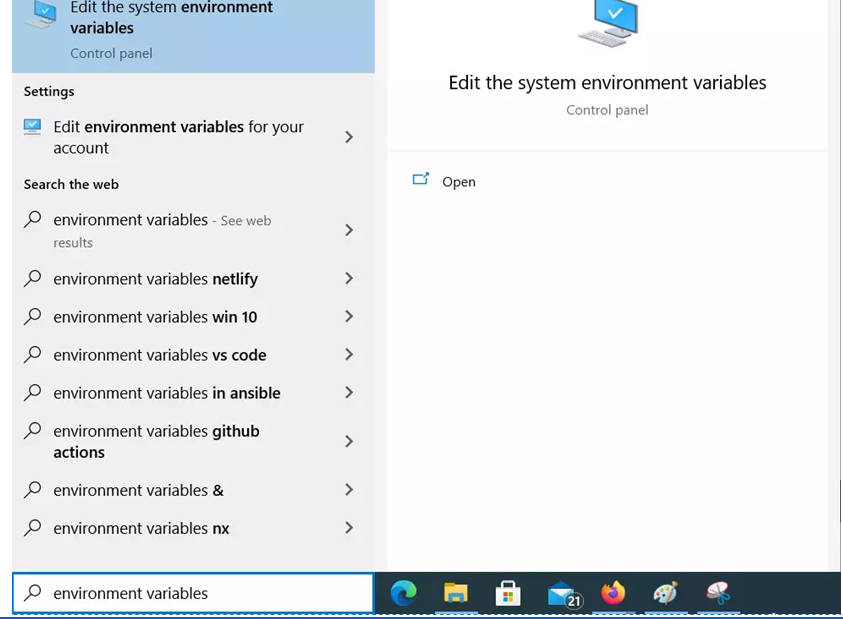 Edit the system environment
variables
Control panel
Settings
Edit environment variables for your
account
Search the web
environment variables - See web
results
environment variables netlify
environment variables win 10
environment variables vs code
environment variables in ansible
environment variables github
actions
environment variables &
environment variables nx
environment variables
Edit the system environment variables
Control panel
Open
21